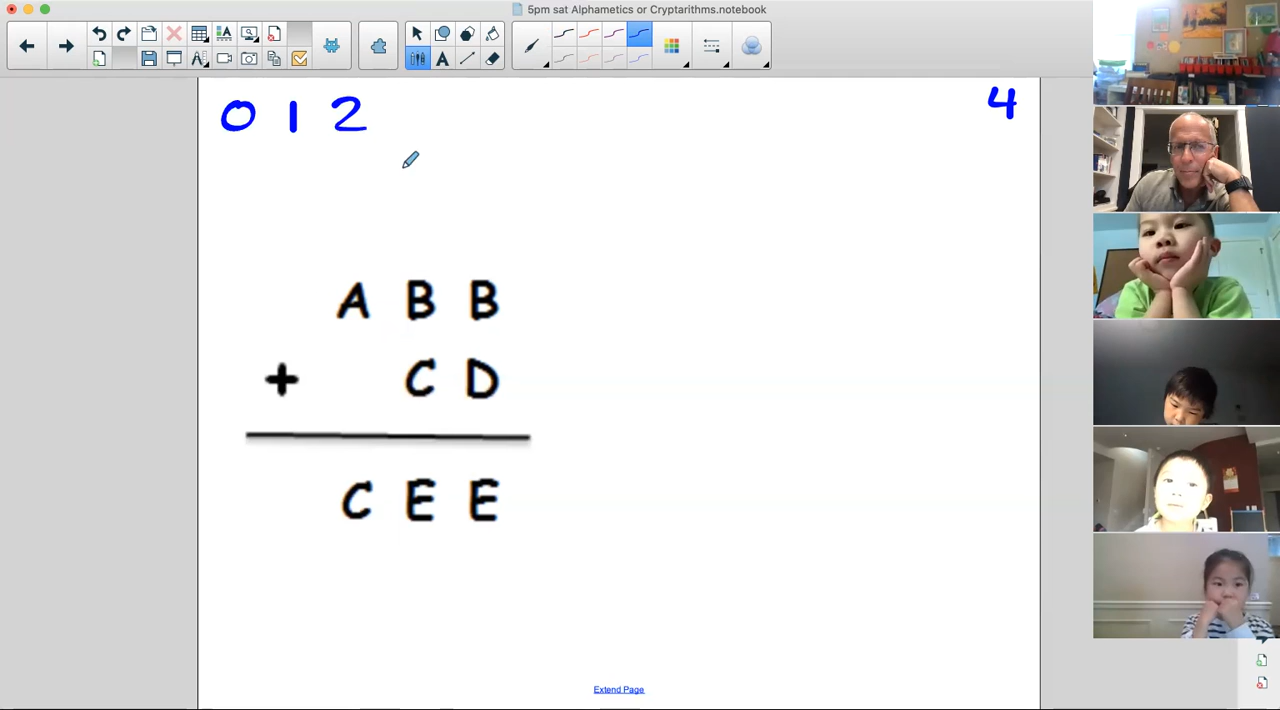 5pm sat Alphametics or Cryptarithms.notebook
0 1 2 4
A B B
+ C D
C E E
Extend Page